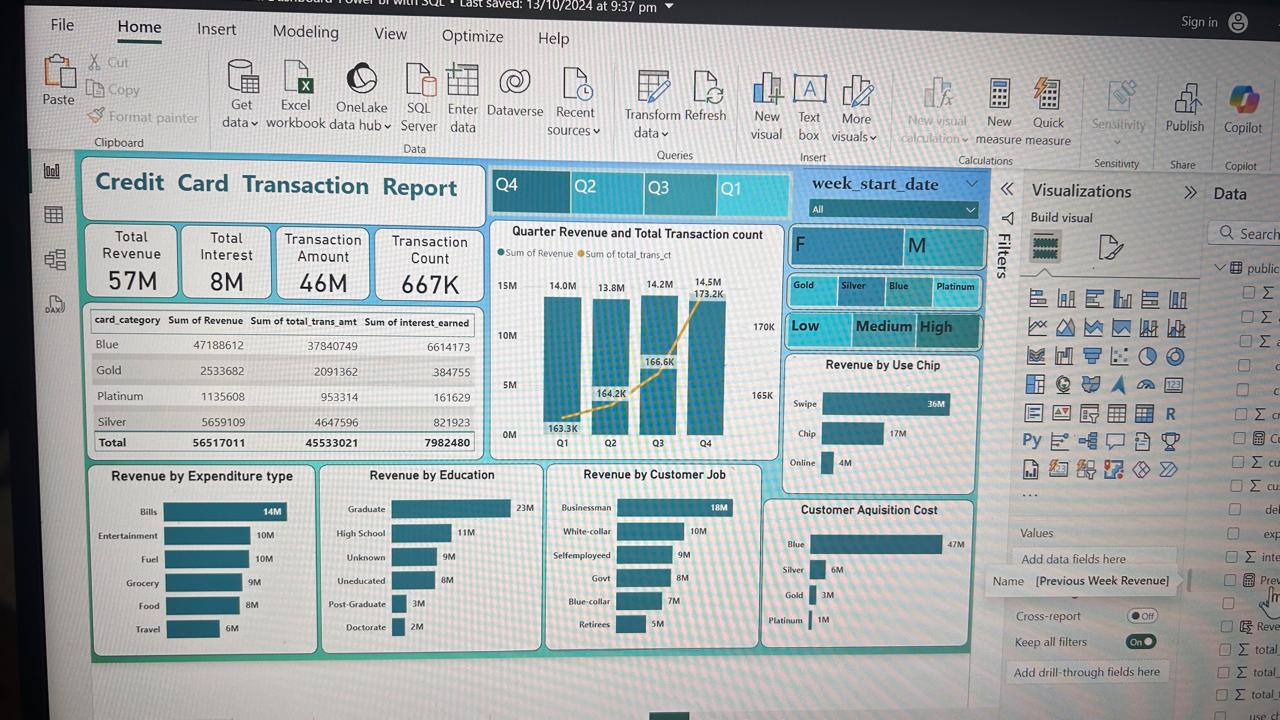 Dashboard Power BI with SQL • Last saved: 13/10/2024 at 9:37 pm
Sign in
File Home Insert Modeling View Optimize Help
Paste
Cut
Copy
Format painter
Clipboard
Get data
Excel workbook
OneLake data hub
SQL Server
Enter data
Dataverse
Recent sources
Data
Transform data
Refresh
Queries
New visual
Text box
More visuals
Insert
New visual calculation
New measure
Quick measure
Calculations
Sensitivity
Sensitivity
Publish
Share
Copilot
Copilot
Credit Card Transaction Report
Q4 Q2 Q3 Q1
week_start_date
All
Total Revenue
57M
Total Interest
8M
Transaction Amount
46M
Transaction Count
667K
card_category Sum of Revenue Sum of total_trans_amt Sum of interest_earned
Blue 47188612 37840749 6614173
Gold 2533682 2091362 384755
Platinum 1135608 953314 161629
Silver 5659109 4647596 821923
Total 56517011 45533021 7982480
Quarter Revenue and Total Transaction count
Sum of Revenue Sum of total_trans_ct
15M
10M
5M
0M
14.0M 13.8M 14.2M 14.5M
163.3K 164.2K 166.6K 173.2K
170K
165K
Q1 Q2 Q3 Q4
F M
Gold Silver Blue Platinum
Low Medium High
Revenue by Use Chip
Swipe 36M
Chip 17M
Online 4M
Revenue by Expenditure type
Bills 14M
Entertainment 10M
Fuel 10M
Grocery 9M
Food 8M
Travel 6M
Revenue by Education
Graduate 23M
High School 11M
Unknown 9M
Uneducated 8M
Post-Graduate 3M
Doctorate 2M
Revenue by Customer Job
Businessman 18M
White-collar 10M
Selfemployeed 9M
Govt 8M
Blue-collar 7M
Retirees 5M
Customer Aquisition Cost
Blue 47M
Silver 6M
Gold 3M
Platinum 1M
Filters
Visualizations
Build visual
R
Py
Values
Add data fields here
Name [Previous Week Revenue]
Cross-report Off
Keep all filters On
Add drill-through fields here
Data
Search
public
cu
del
exp
inte
Pre
Reve
total_
total_
total_
use_ch